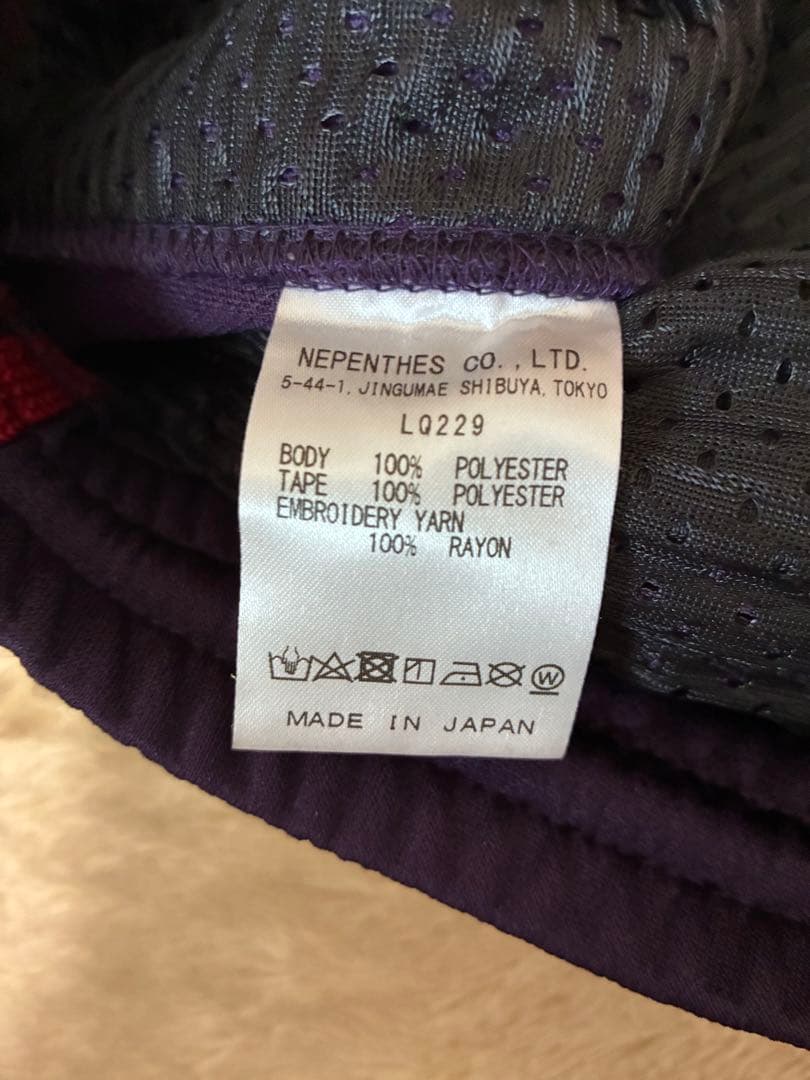 NEPENTHES CO., LTD.
5-44-1, JINGUMAE SHIBUYA, TOKYO
LQ229
BODY 100% POLYESTER
TAPE 100% POLYESTER
EMBROIDERY YARN
100% RAYON
W
MADE IN JAPAN